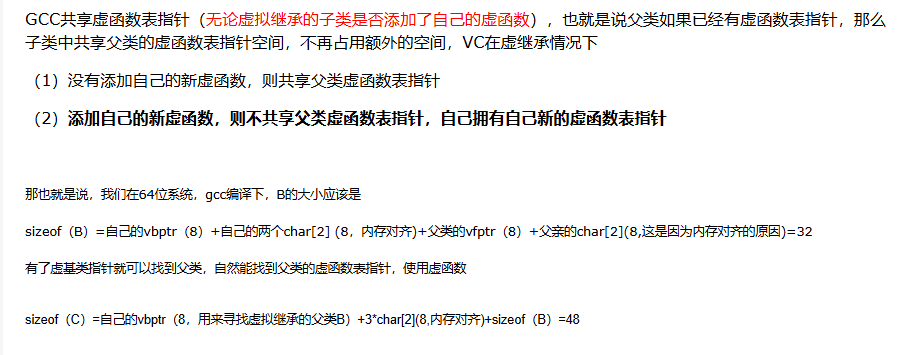 GCC共享虚函数表指针（无论虚拟继承的子类是否添加了自己的虚函数），也就是说父类如果已经有虚函数表指针，那么
子类中共享父类的虚函数表指针空间，不再占用额外的空间，VC在虚继承情况下
（1）没有添加自己的新虚函数，则共享父类虚函数表指针
（2）添加自己的新虚函数，则不共享父类虚函数表指针，自己拥有自己新的虚函数表指针
那也就是说，我们在64位系统，gcc编译下，B的大小应该是
sizeof（B）=自己的vbptr（8）+自己的两个char[2]（8，内存对齐)+父类的vfptr（8）+父亲的char[2](8,这是因为内存对齐的原因)=32
有了虚基类指针就可以找到父类，自然能找到父类的虚函数表指针，使用虚函数
sizeof（C）=自己的vbptr（8，用来寻找虚拟继承的父类B）+3*char[2](8,内存对齐)+sizeof（B）=48